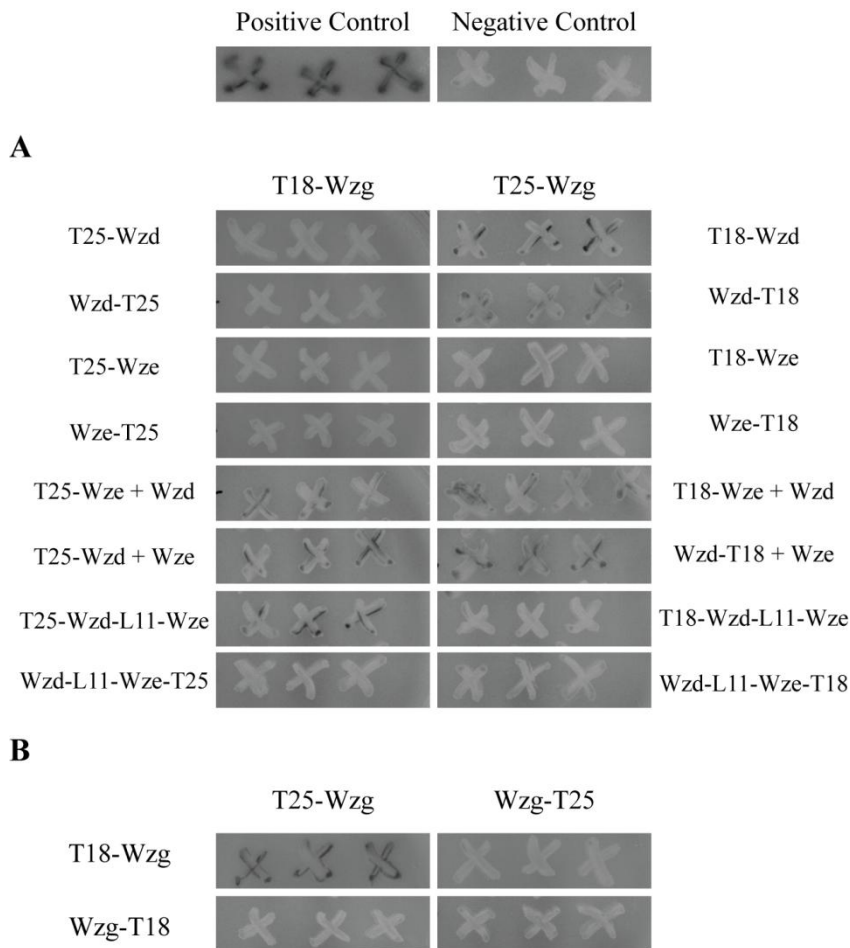 Positive Control Negative Control
A
T18-Wzg T25-Wzg
T25-Wzd T18-Wzd
Wzd-T25 Wzd-T18
T25-Wze T18-Wze
Wze-T25 Wze-T18
T25-Wze + Wzd T18-Wze + Wzd
T25-Wzd + Wze Wzd-T18 + Wze
T25-Wzd-L11-Wze T18-Wzd-L11-Wze
Wzd-L11-Wze-T25 Wzd-L11-Wze-T18
B
T25-Wzg Wzg-T25
T18-Wzg
Wzg-T18